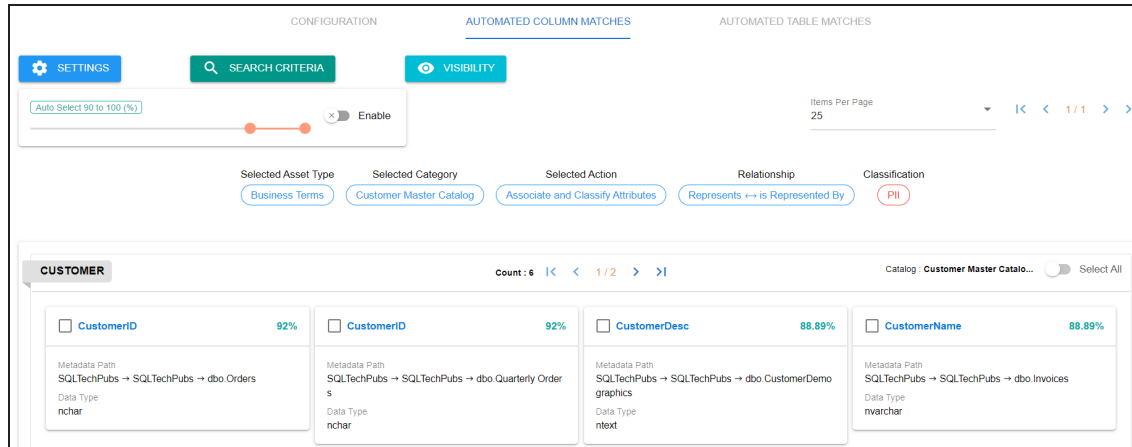 CONFIGURATION AUTOMATED COLUMN MATCHES AUTOMATED TABLE MATCHES
SETTINGS SEARCH CRITERIA VISIBILITY
Auto Select 90 to 100 (%) Enable
Items Per Page
25 1 / 1
Selected Asset Type Selected Category Selected Action Relationship Classification
Business Terms Customer Master Catalog Associate and Classify Attributes Represents ↔ is Represented By PII
CUSTOMER Count : 6 1 / 2 Catalog : Customer Master Catalo... Select All
CustomerID 92% CustomerID 92% CustomerDesc 88.89% CustomerName 88.89%
Metadata Path Metadata Path Metadata Path Metadata Path
SQLTechPubs → SQLTechPubs → dbo.Orders SQLTechPubs → SQLTechPubs → dbo.Quarterly Order SQLTechPubs → SQLTechPubs → dbo.CustomerDemo SQLTechPubs → SQLTechPubs → dbo.Invoices
s graphics
Data Type Data Type Data Type Data Type
nchar nchar ntext nvarchar